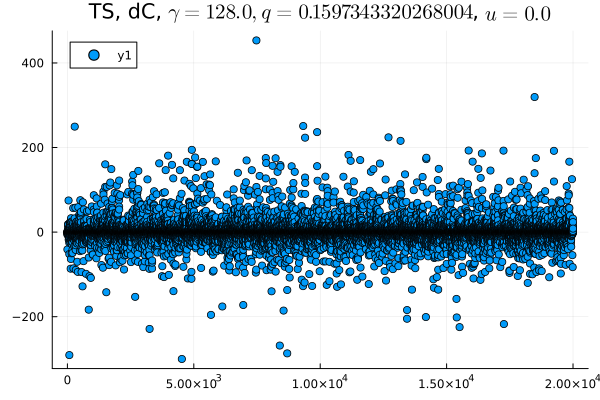 TS, dC, γ = 128.0, q = 0.1597343320268004, u = 0.0
y1
400
200
0
−200
0 5.00×10³ 1.00×10⁴ 1.50×10⁴ 2.00×10⁴